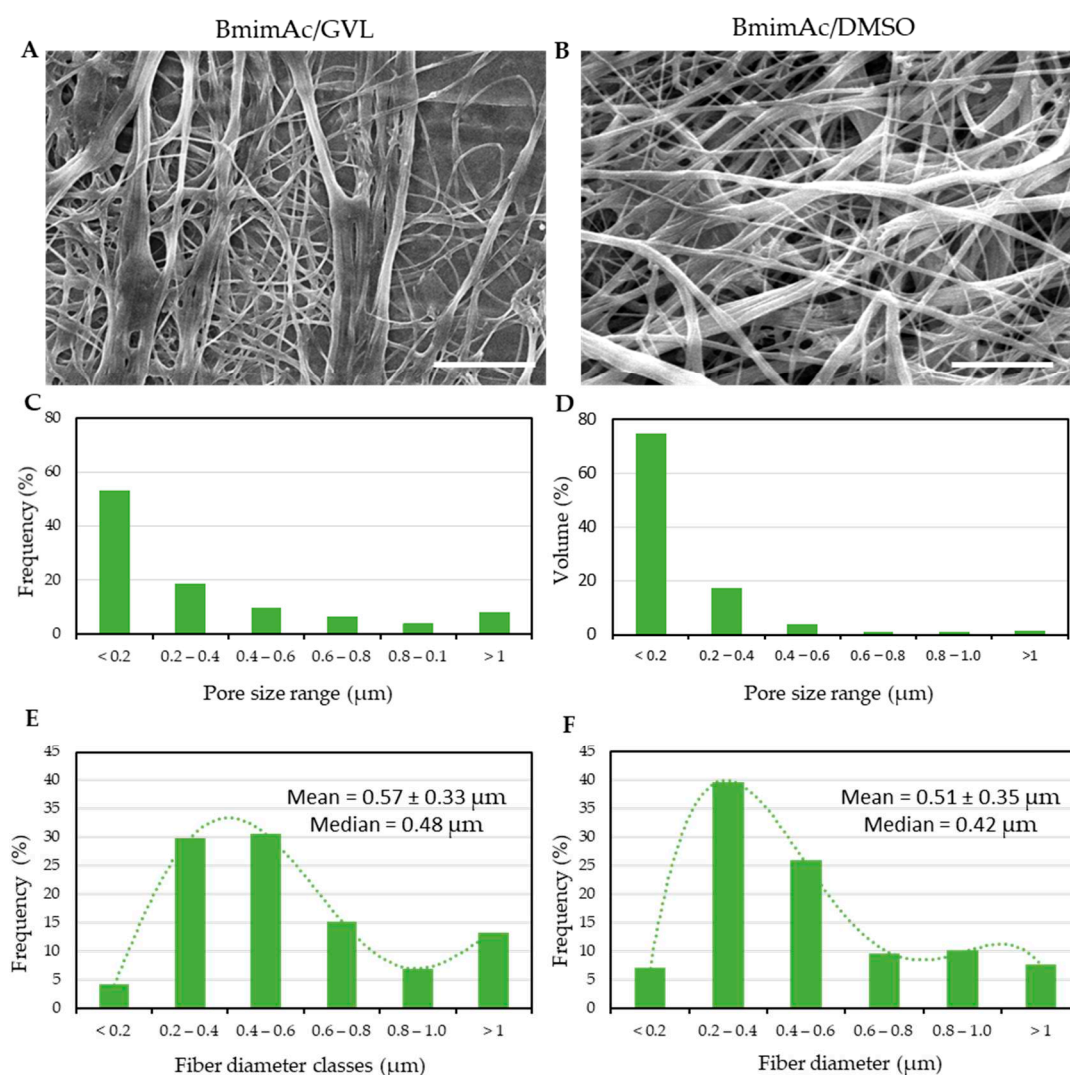 BmimAc/GVL
BmimAc/DMSO
A
B
C
80
60
40
20
0
Frequency (%)
< 0.2
0.2 – 0.4
0.4 – 0.6
0.6 – 0.8
0.8 – 0.1
> 1
Pore size range (µm)
D
80
60
40
20
0
Volume (%)
< 0.2
0.2 – 0.4
0.4 – 0.6
0.6 – 0.8
0.8 – 1.0
>1
Pore size range (µm)
E
45
40
35
30
25
20
15
10
5
0
Frequency (%)
Mean = 0.57 ± 0.33 µm
Median = 0.48 µm
< 0.2
0.2 – 0.4
0.4 – 0.6
0.6 – 0.8
0.8 – 1.0
> 1
Fiber diameter classes (µm)
F
45
40
35
30
25
20
15
10
5
0
Frequency (%)
Mean = 0.51 ± 0.35 µm
Median = 0.42 µm
< 0.2
0.2 – 0.4
0.4 – 0.6
0.6 – 0.8
0.8 – 1.0
> 1
Fiber diameter (µm)